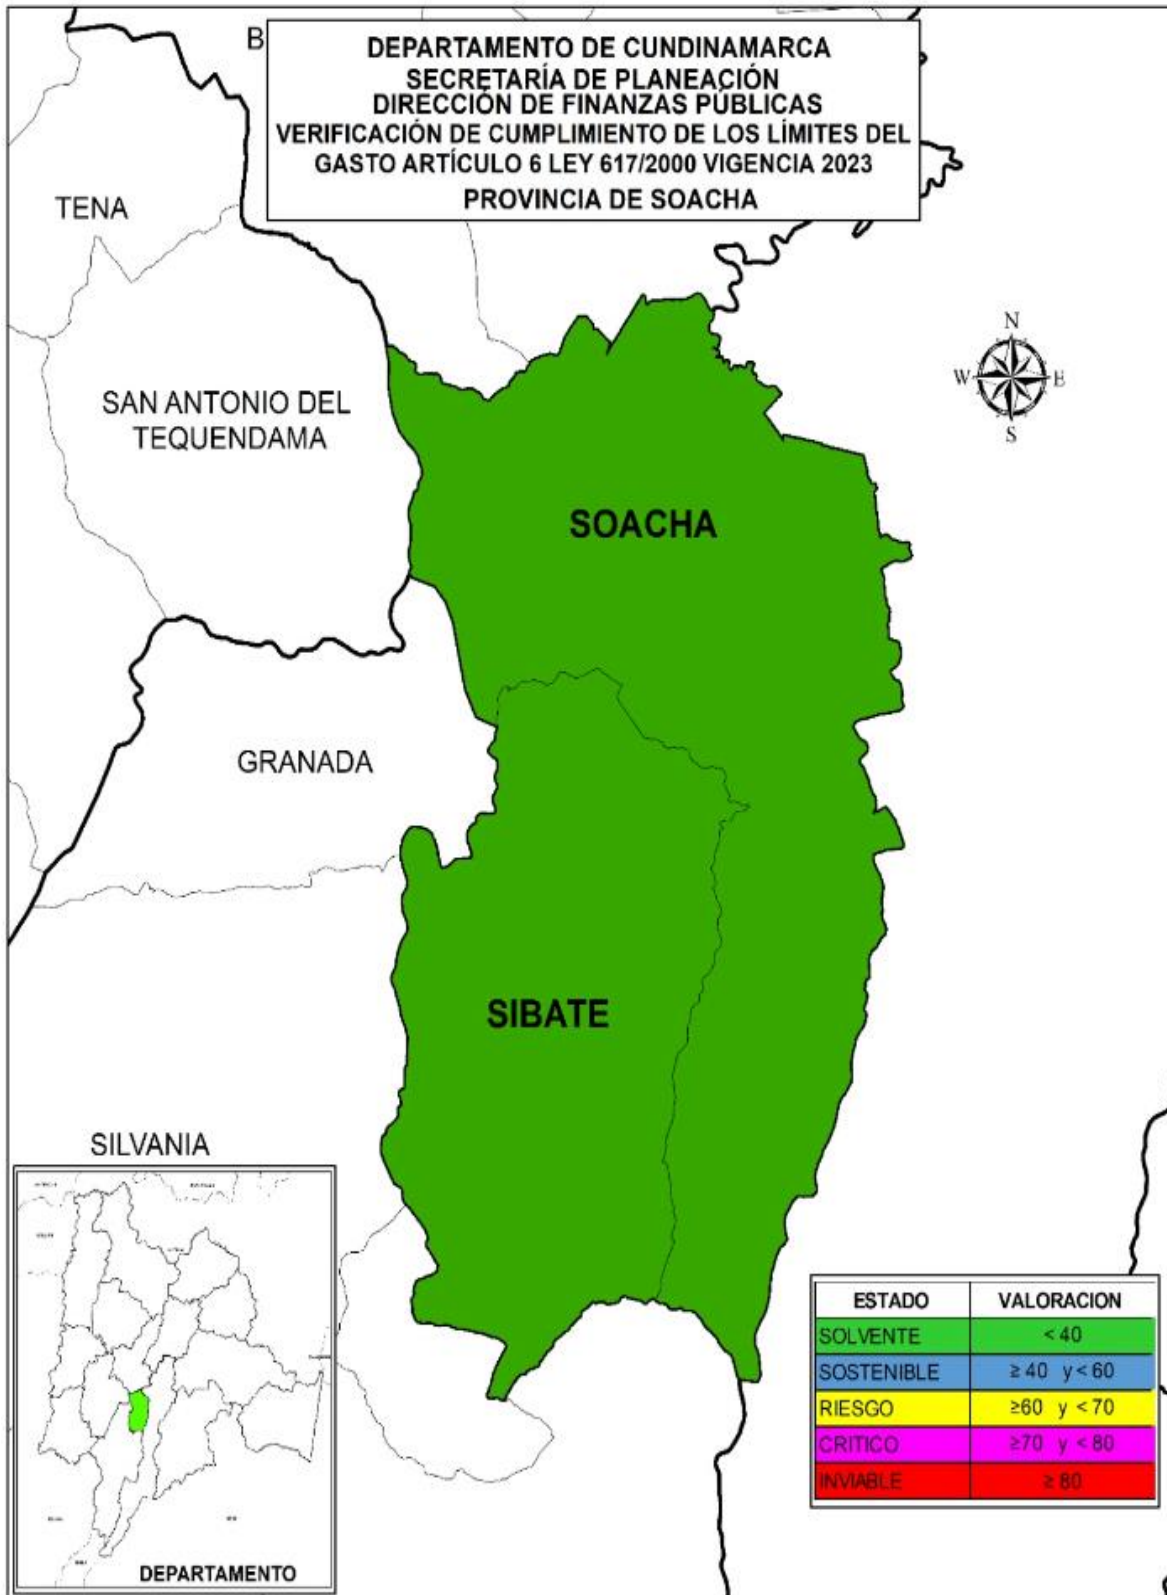 B
DEPARTAMENTO DE CUNDINAMARCA
SECRETARÍA DE PLANEACIÓN
DIRECCIÓN DE FINANZAS PÚBLICAS
VERIFICACIÓN DE CUMPLIMIENTO DE LOS LÍMITES DEL
GASTO ARTÍCULO 6 LEY 617/2000 VIGENCIA 2023
PROVINCIA DE SOACHA
TENA
N
W E
S
SAN ANTONIO DEL
TEQUENDAMA
SOACHA
GRANADA
SIBATE
SILVANIA
DEPARTAMENTO
ESTADO VALORACION
SOLVENTE < 40
SOSTENIBLE ≥ 40 y < 60
RIESGO ≥60 y < 70
CRITICO ≥70 y < 80
INVIABLE ≥ 80